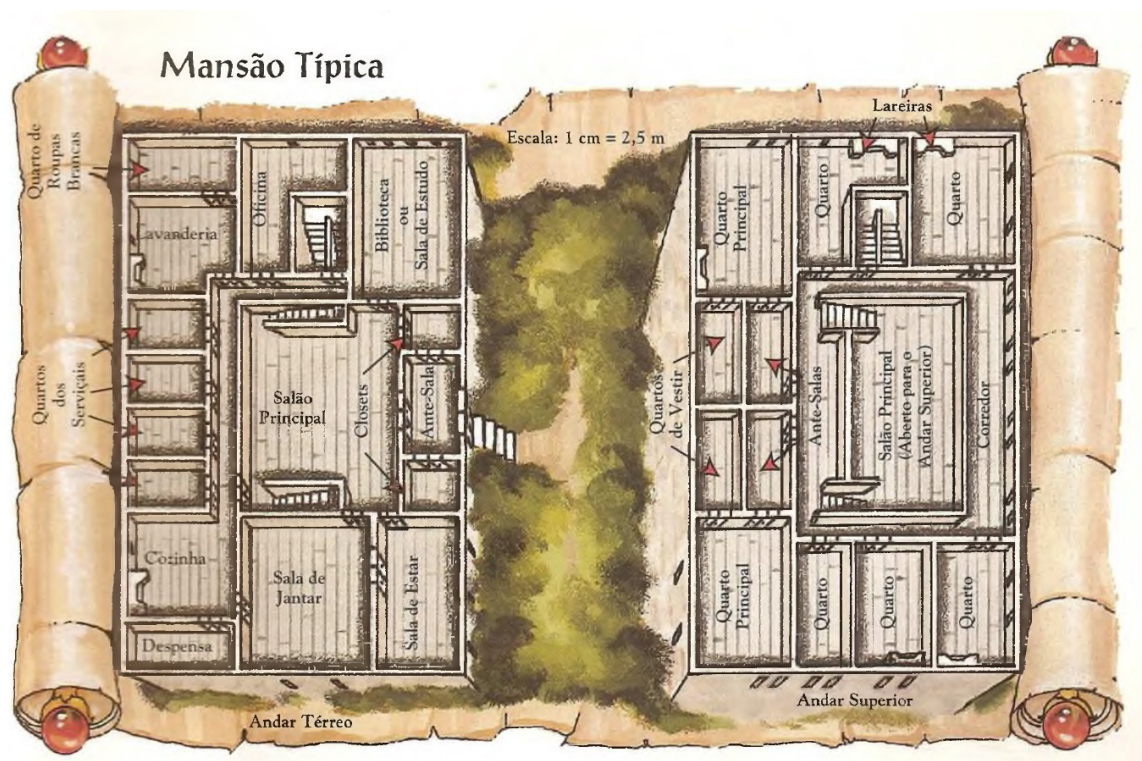 Mansão Típica
Escala: 1 cm = 2,5 m
Quarto de
Roupas
Brancas
Lavanderia
Oficina
Biblioteca
ou
Sala de Estudo
Quartos
dos
Serviçais
Salão
Principal
Closets
Ante-Sala
Cozinha
Sala de
Jantar
Sala de Estar
Despensa
Andar Térreo
Lareiras
Quarto
Principal
Quarto
Quarto
Quartos
de Vestir
Ante-Salas
Salão Principal
(Aberto para o
Andar Superior)
Corredor
Quarto
Principal
Quarto
Quarto
Quarto
Andar Superior